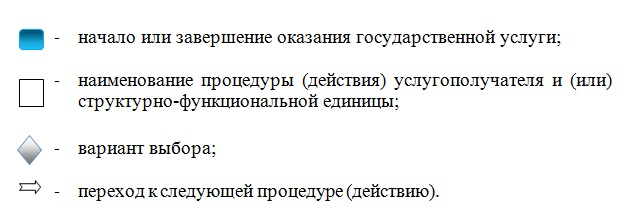 - начало или завершение оказания государственной услуги;
- наименование процедуры (действия) услугополучателя и (или)
структурно-функциональной единицы;
- вариант выбора;
- переход к следующей процедуре (действию).